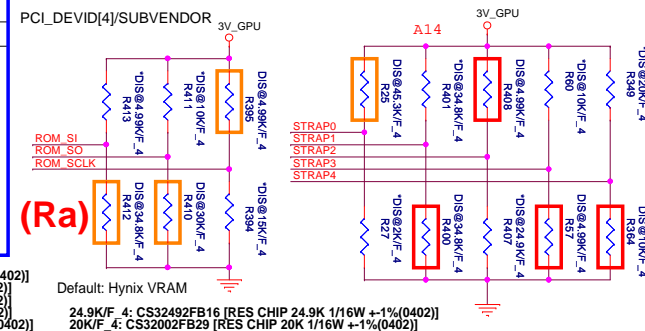 PCI_DEVID[4]/SUBVENDOR
3V_GPU
3V_GPU
A14
*DIS@4.99K/F_4
R413
*DIS@10K/F_4
R411
DIS@4.99K/F_4
R395
DIS@45.3K/F_4
R25
*DIS@34.8K/F_4
R401
DIS@4.99K/F_4
R408
*DIS@10K/F_4
R60
*DIS@20K/F_4
R349
ROM_SI
ROM_SO
ROM_SCLK
STRAP0
STRAP1
STRAP2
STRAP3
STRAP4
(Ra)
DIS@34.8K/F_4
R412
DIS@30K/F_4
R410
*DIS@15K/F_4
R394
*DIS@2K/F_4
R27
DIS@34.8K/F_4
R400
*DIS@24.9K/F_4
R407
DIS@4.99K/F_4
R57
DIS@10K/F_4
R364
402)]
Default: Hynix VRAM
24.9K/F_4: CS32492FB16 [RES CHIP 24.9K 1/16W +-1%(0402)]
0402)] 20K/F_4: CS32002FB29 [RES CHIP 20K 1/16W +-1%(0402)]